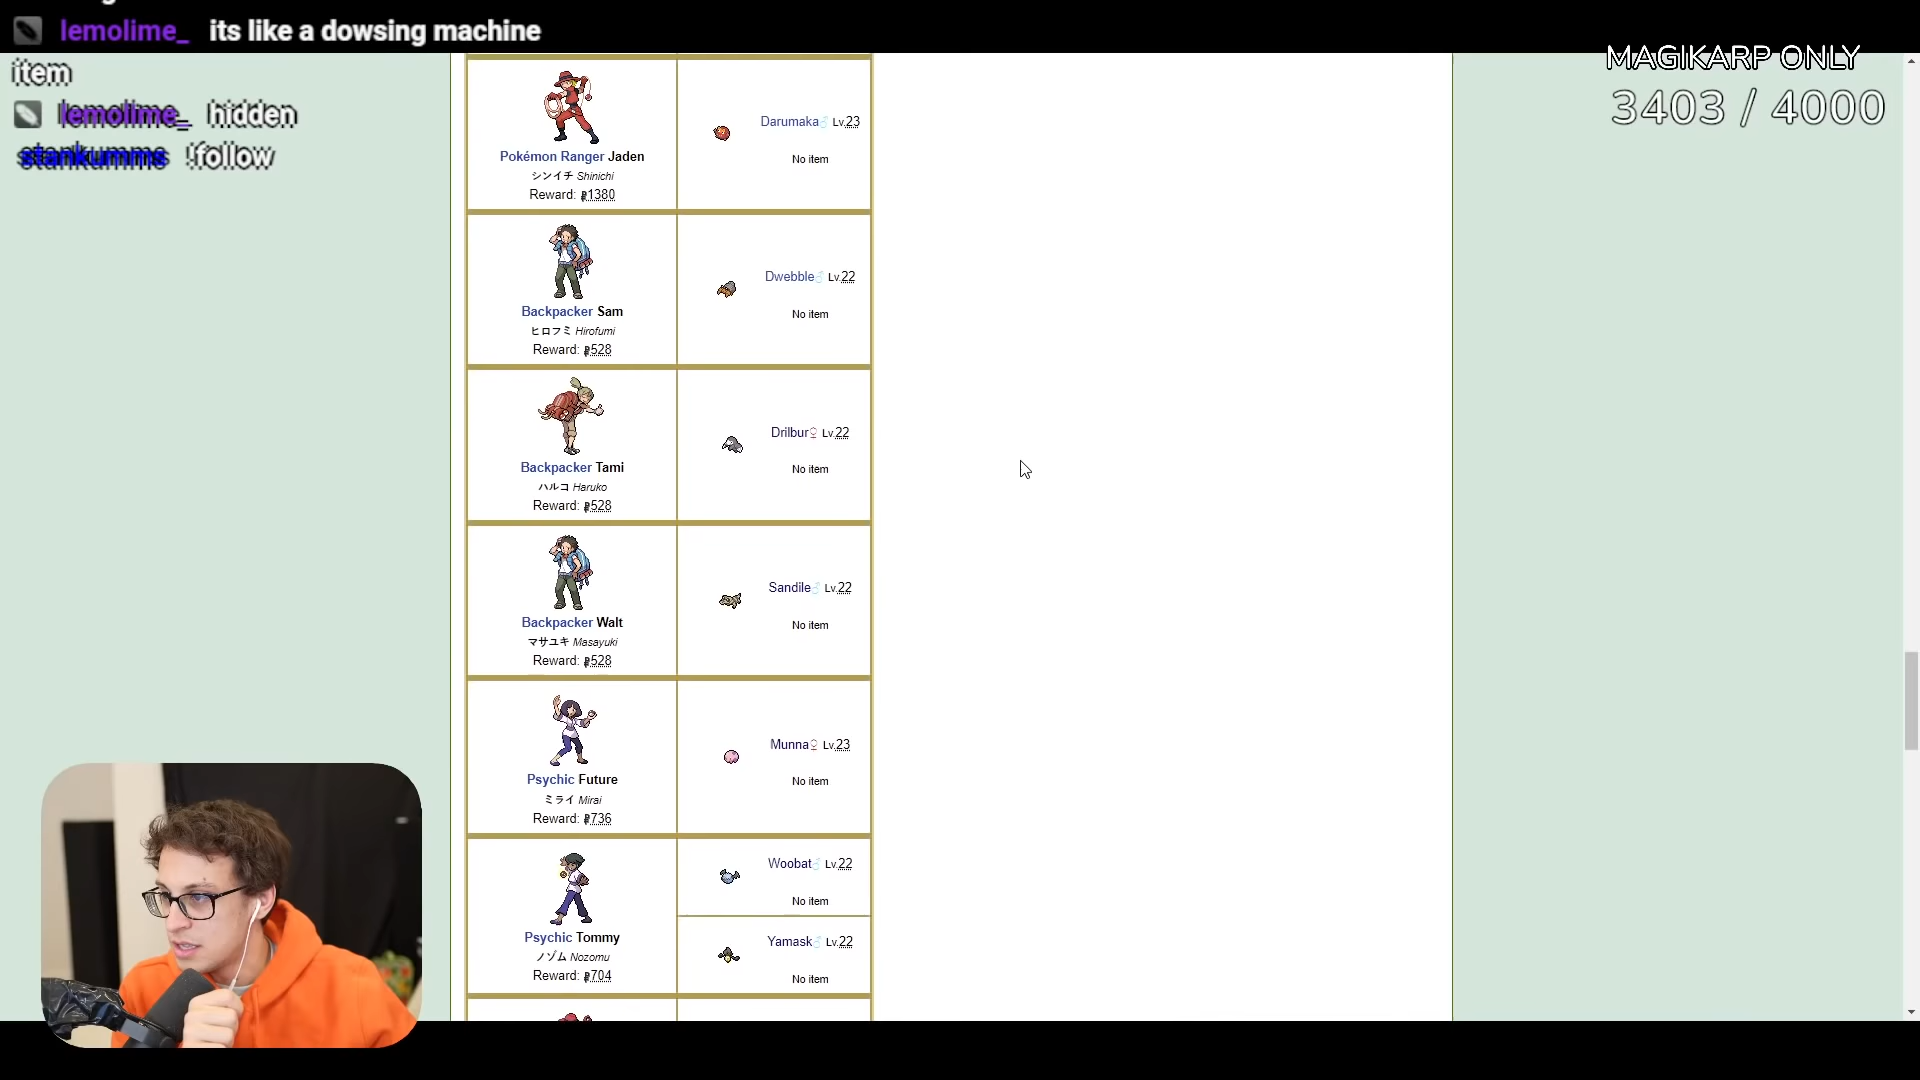 lemolime_ its like a dowsing machine
item
lemolime_ hidden
stankumms !follow
MAGIKARP ONLY
3403 / 4000
Pokémon Ranger Jaden
シンイチ Shinichi
Reward: ₽1380
Darumaka♂ Lv.23
No item
Backpacker Sam
ヒロフミ Hirofumi
Reward: ₽528
Dwebble♂ Lv.22
No item
Backpacker Tami
ハルコ Haruko
Reward: ₽528
Drilbur♀ Lv.22
No item
Backpacker Walt
マサユキ Masayuki
Reward: ₽528
Sandile♂ Lv.22
No item
Psychic Future
ミライ Mirai
Reward: ₽736
Munna♀ Lv.23
No item
Psychic Tommy
ノゾム Nozomu
Reward: ₽704
Woobat♂ Lv.22
No item
Yamask♂ Lv.22
No item